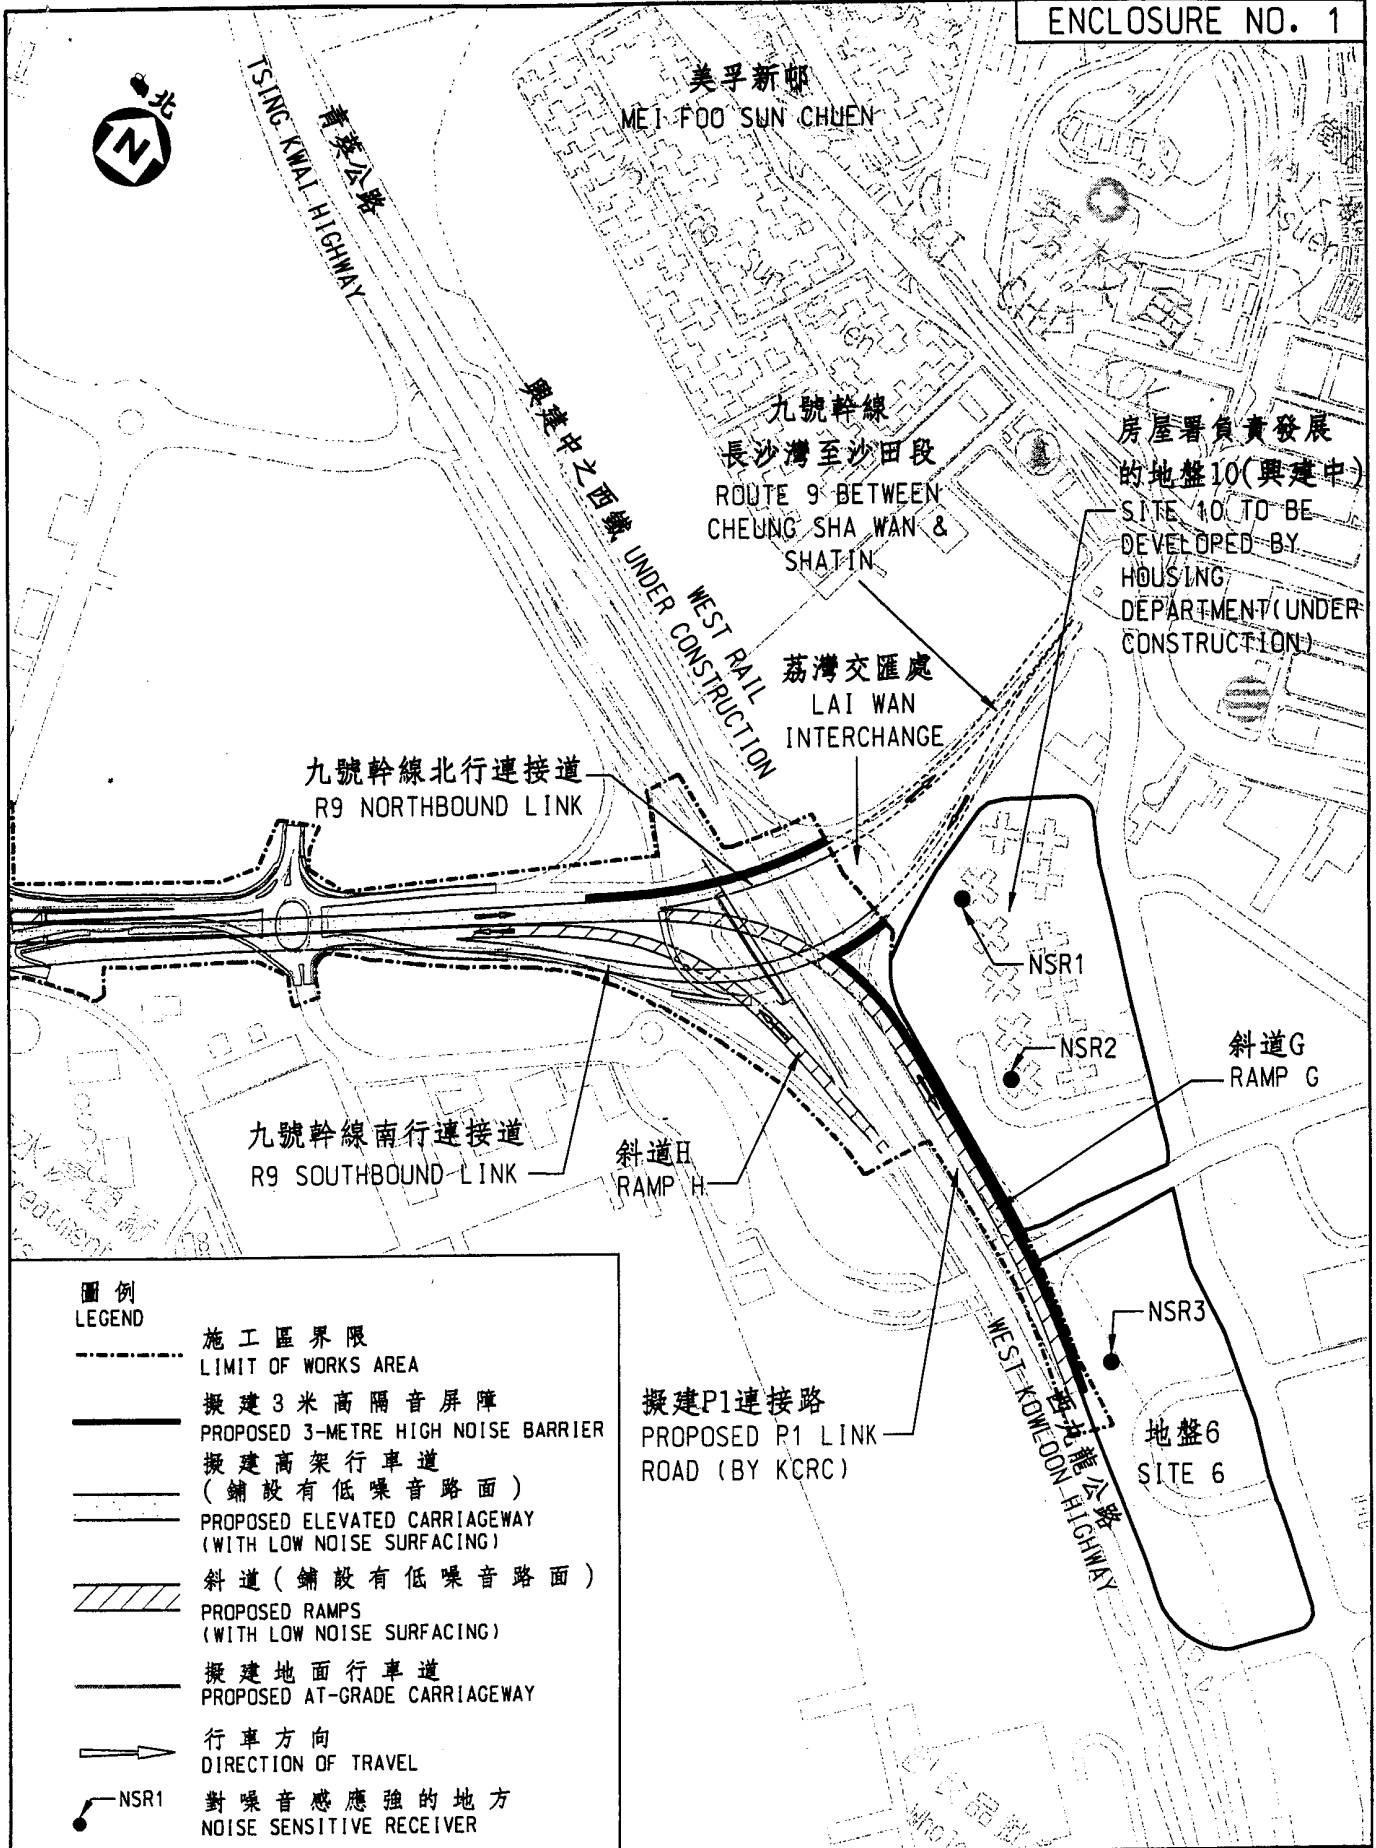 ENCLOSURE NO. 1
北
N
青葵公路
TSING KWAI HIGHWAY
美孚新邨
MEI FOO SUN CHUEN
興建中之西鐵
WEST RAIL
UNDER CONSTRUCTION
九號幹線
長沙灣至沙田段
ROUTE 9 BETWEEN
CHEUNG SHA WAN &
SHATIN
房屋署負責發展
的地盤10(興建中)
SITE 10 TO BE
DEVELOPED BY
HOUSING
DEPARTMENT(UNDER
CONSTRUCTION)
荔灣交匯處
LAI WAN
INTERCHANGE
九號幹線北行連接道
R9 NORTHBOUND LINK
NSR1
NSR2
斜道G
RAMP G
九號幹線南行連接道
R9 SOUTHBOUND LINK
斜道H
RAMP H
NSR3
擬建P1連接路
PROPOSED P1 LINK
ROAD (BY KCRC)
西九龍公路
WEST KOWLOON HIGHWAY
地盤6
SITE 6
圖例
LEGEND
施工區界限
LIMIT OF WORKS AREA
擬建3米高隔音屏障
PROPOSED 3-METRE HIGH NOISE BARRIER
擬建高架行車道
(鋪設有低噪音路面)
PROPOSED ELEVATED CARRIAGEWAY
(WITH LOW NOISE SURFACING)
斜道(鋪設有低噪音路面)
PROPOSED RAMPS
(WITH LOW NOISE SURFACING)
擬建地面行車道
PROPOSED AT-GRADE CARRIAGEWAY
行車方向
DIRECTION OF TRAVEL
NSR1
對噪音感應強的地方
NOISE SENSITIVE RECEIVER